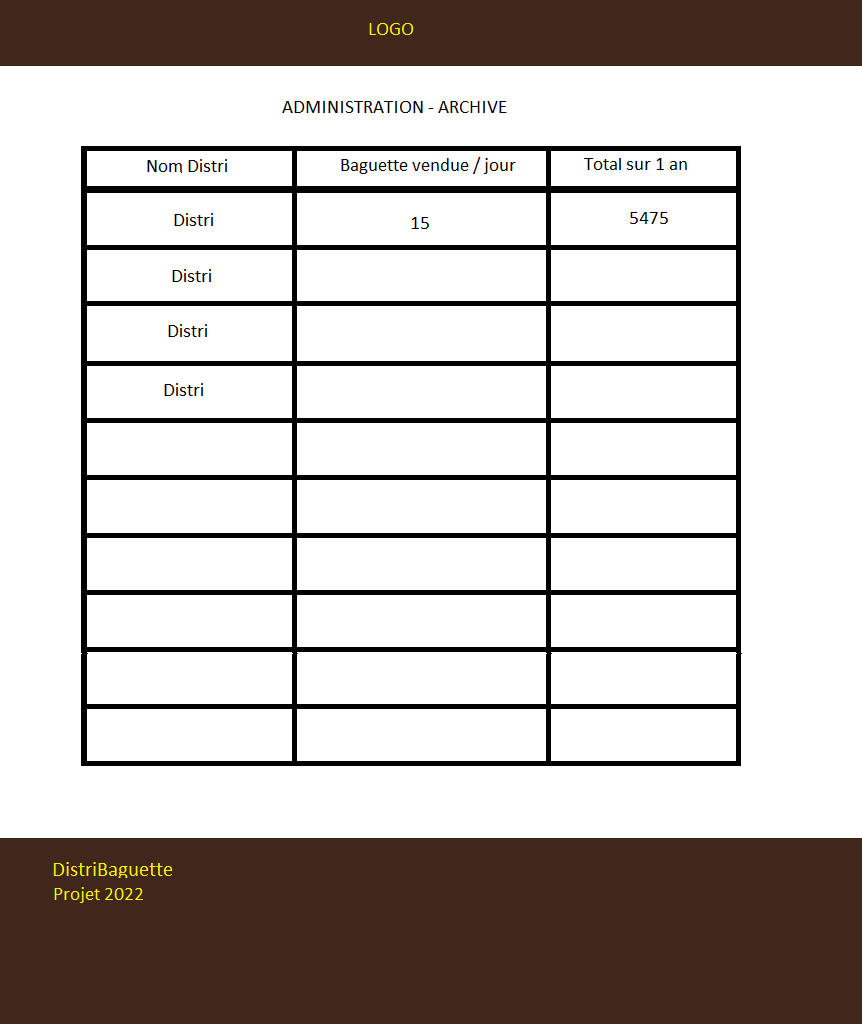 LOGO
ADMINISTRATION - ARCHIVE
Nom Distri Baguette vendue / jour Total sur 1 an
Distri 15 5475
Distri
Distri
Distri
DistriBaguette
Projet 2022